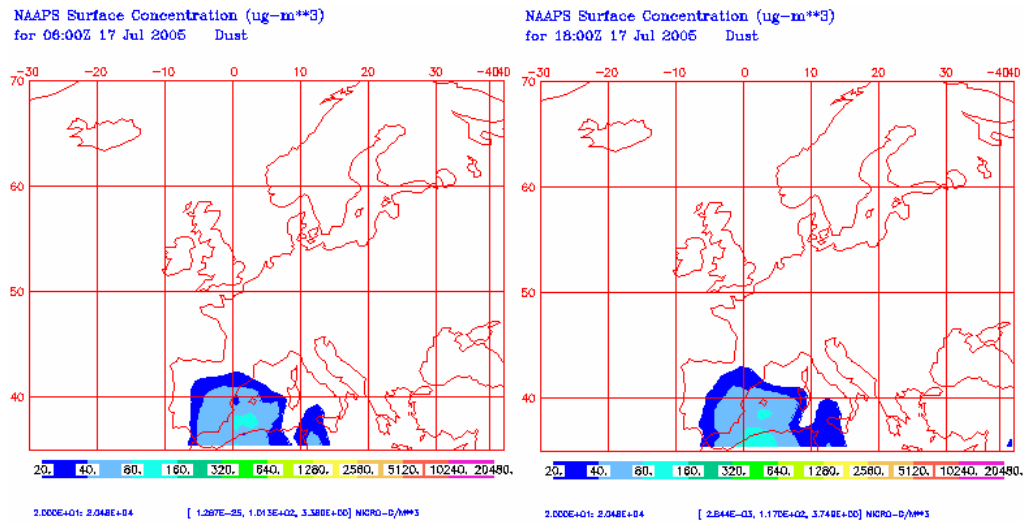 NAAPS Surface Concentration (ug-m**3)
for 06:00Z 17 Jul 2005 Dust
-30 -20 -10 0 10 20 30 -40
70
60
50
40
20. 40. 80. 160. 320. 640. 1280. 2560. 5120. 10240. 20480.
2.000E+01: 2.048E+04 [ 1.267E-25, 1.013E+02, 3.380E+00] MICRO-G/M**3
NAAPS Surface Concentration (ug-m**3)
for 18:00Z 17 Jul 2005 Dust
-30 -20 -10 0 10 20 30 -40
70
60
50
40
20. 40. 80. 160. 320. 640. 1280. 2560. 5120. 10240. 20480.
2.000E+01: 2.048E+04 [ 2.844E-03, 1.170E+02, 3.749E+00] MICRO-G/M**3